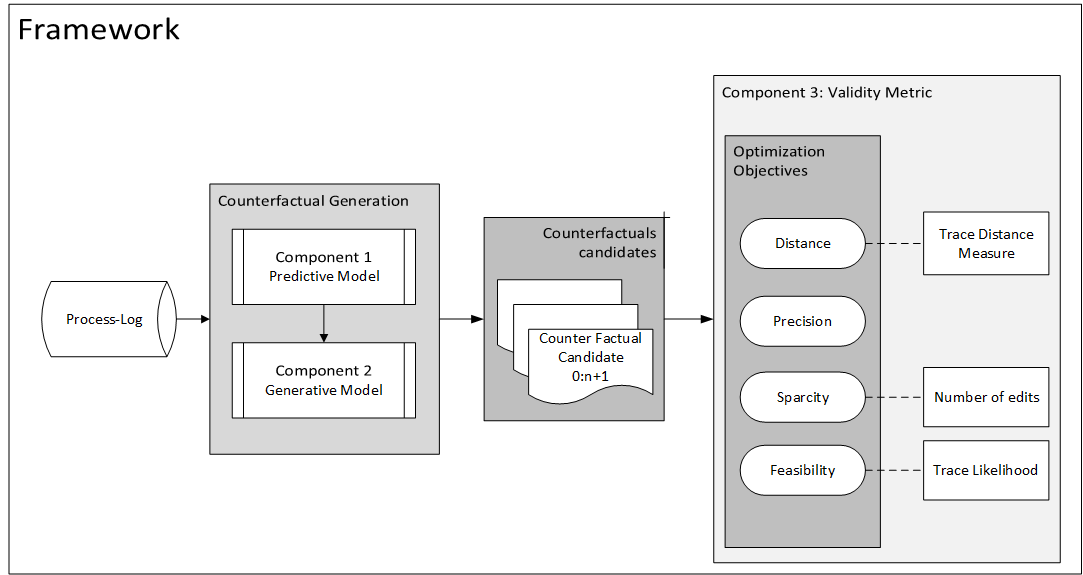 Framework
Process-Log
Counterfactual Generation
Component 1
Predictive Model
Component 2
Generative Model
Counterfactuals
candidates
Counter Factual
Candidate
0:n+1
Component 3: Validity Metric
Optimization
Objectives
Distance
Trace Distance
Measure
Precision
Sparcity
Number of edits
Feasibility
Trace Likelihood